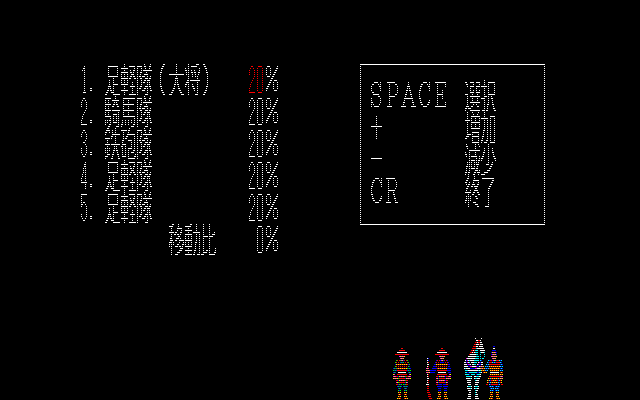 1. 足軽隊(大将) 20%
2. 騎馬隊 20%
3. 鉄砲隊 20%
4. 足軽隊 20%
5. 足軽隊 20%
移動比 0%
SPACE 選択
+ 増加
- 減少
CR 終了